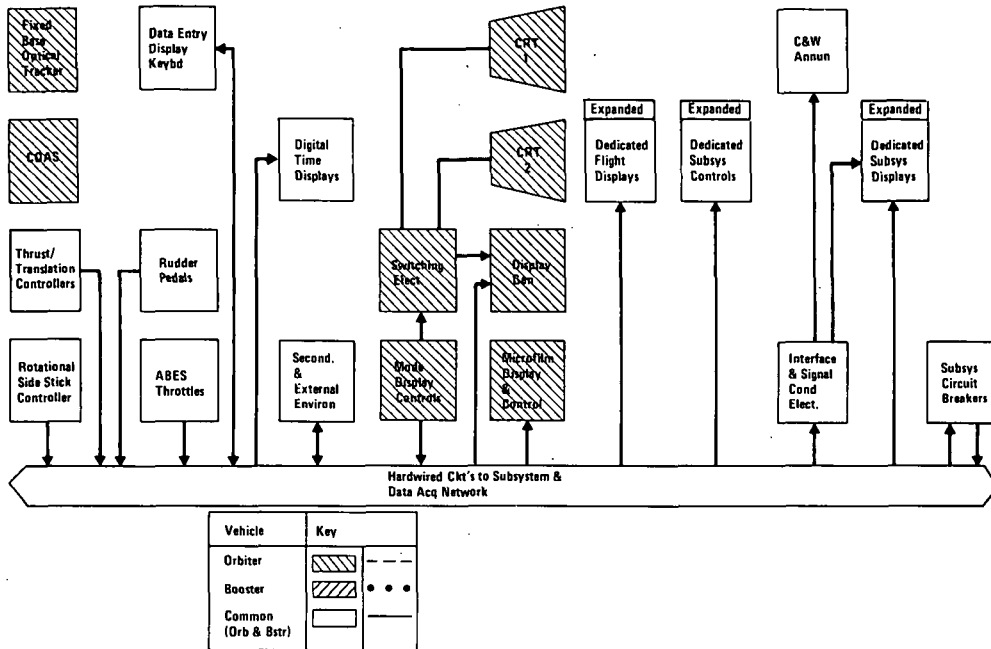 Fixed
Base
Optical
Tracker
Data Entry
Display
Keybd
CRT
1
C&W
Annun
COAS
Digital
Time
Displays
CRT
2
Expanded
Dedicated
Flight
Displays
Expanded
Dedicated
Subsys
Controls
Expanded
Dedicated
Subsys
Displays
Thrust/
Translation
Controllers
Rudder
Pedals
Switching
Elect
Display
Gen
Rotational
Side Stick
Controller
ABES
Throttles
Second.
&
External
Environ
Mode
Display
Controls
Microfilm
Display
&
Control
Interface
& Signal
Cond
Elect.
Subsys
Circuit
Breakers
Hardwired Ckt's to Subsystem &
Data Acq Network
Vehicle Key
Orbiter
Booster
Common
(Orb & Bstr)